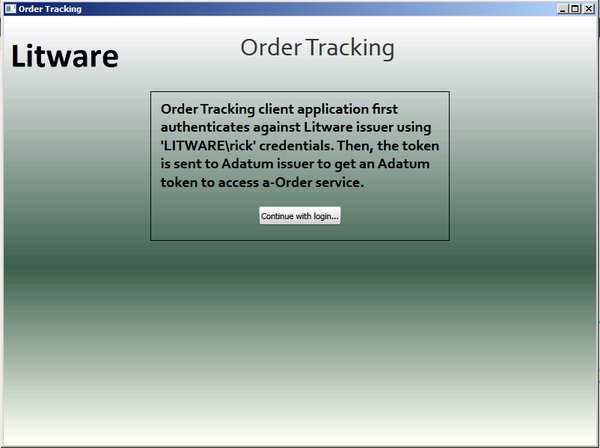 Order Tracking
Litware
Order Tracking
Order Tracking client application first
authenticates against Litware issuer using
'LITWARE\rick' credentials. Then, the token
is sent to Adatum issuer to get an Adatum
token to access a-Order service.
Continue with login...